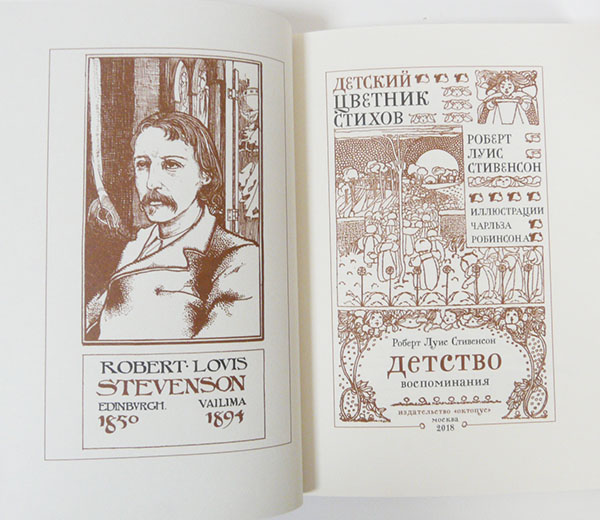 ROBERT·LOVIS
STEVENSON
EDINBVRGH. VAILIMA
1850 1894
ДЕТСКИЙ
ЦВЕТНИК
СТИХОВ
РОБЕРТ
ЛУИС
СТИВЕНСОН
ИЛЛЮСТРАЦИИ
ЧАРЛЬЗА
РОБИНСОНА
Роберт Луис Стивенсон
ДЕТСТВО
ВОСПОМИНАНИЯ
ИЗДАТЕЛЬСТВО «ОКТОПУС»
МОСКВА
2018